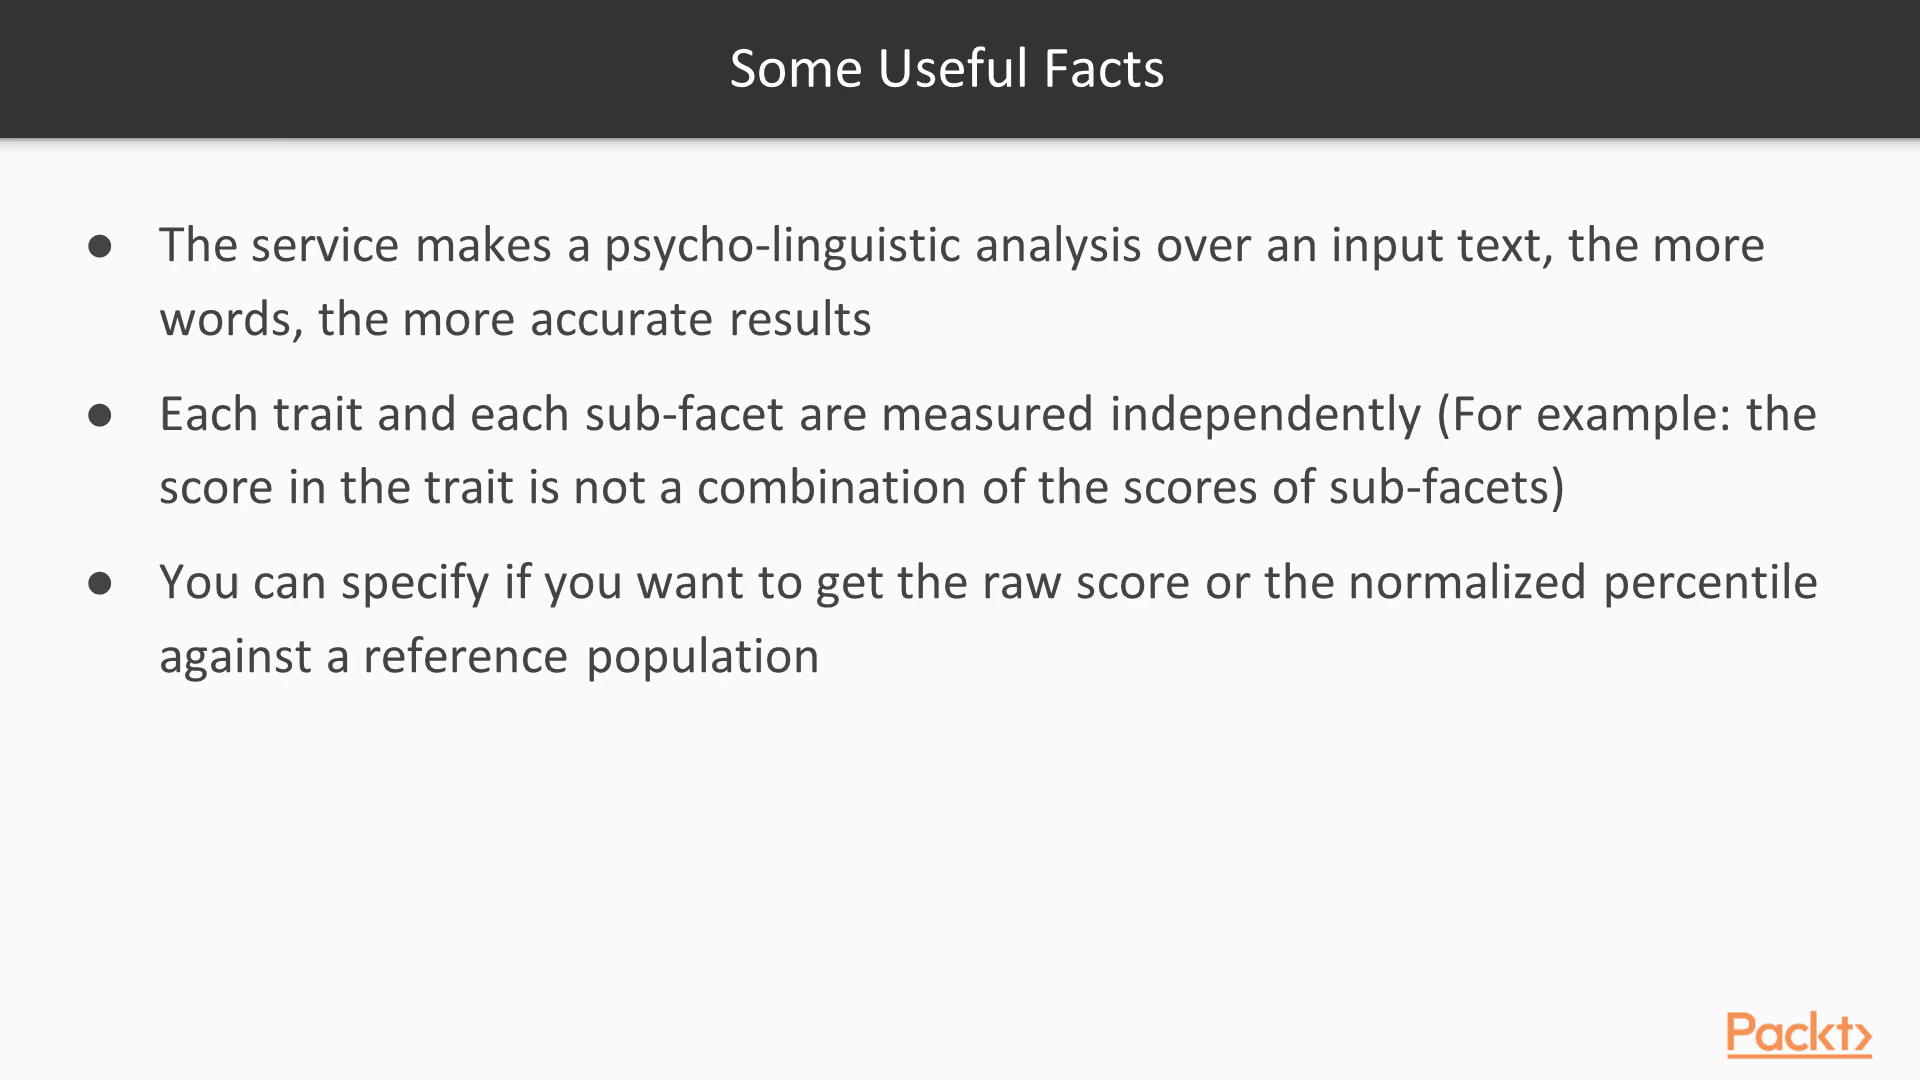 Some Useful Facts
● The service makes a psycho-linguistic analysis over an input text, the more
words, the more accurate results
● Each trait and each sub-facet are measured independently (For example: the
score in the trait is not a combination of the scores of sub-facets)
● You can specify if you want to get the raw score or the normalized percentile
against a reference population
Packt>